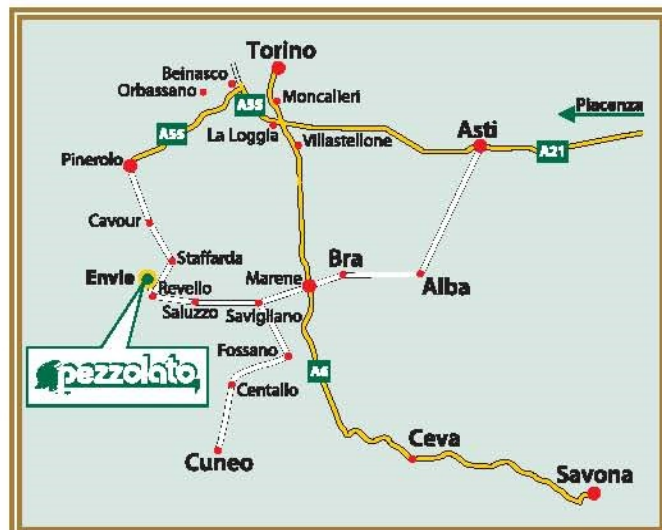 Torino
Beinasco
Orbassano
A55
Moncalieri
Piacenza
A55
La Loggia
Villastellone
Asti
A21
Pinerolo
Cavour
Staffarda
Envie
Revello
Marene
Bra
Alba
Saluzzo
Savigliano
pezzolato
Fossano
A6
Centallo
Cuneo
Ceva
Savona